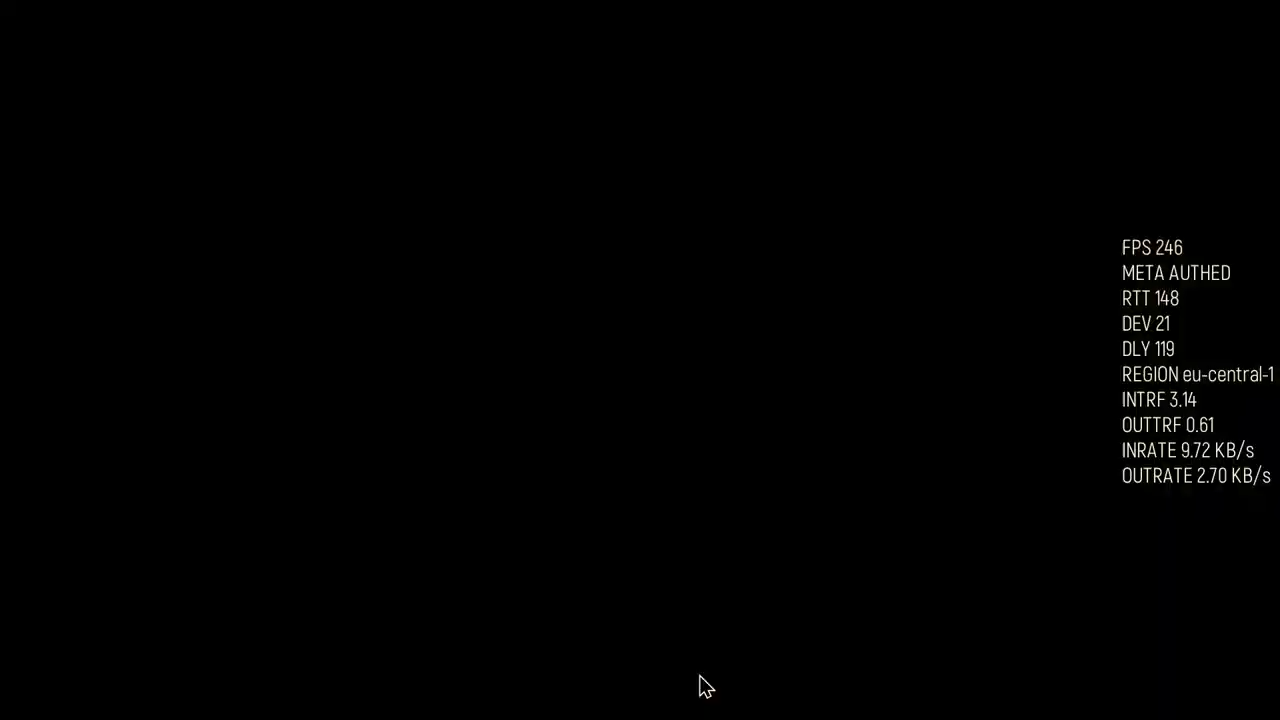 FPS 246
META AUTHED
RTT 148
DEV 21
DLY 119
REGION eu-central-1
INTRF 3.14
OUTTRF 0.61
INRATE 9.72 KB/s
OUTRATE 2.70 KB/s